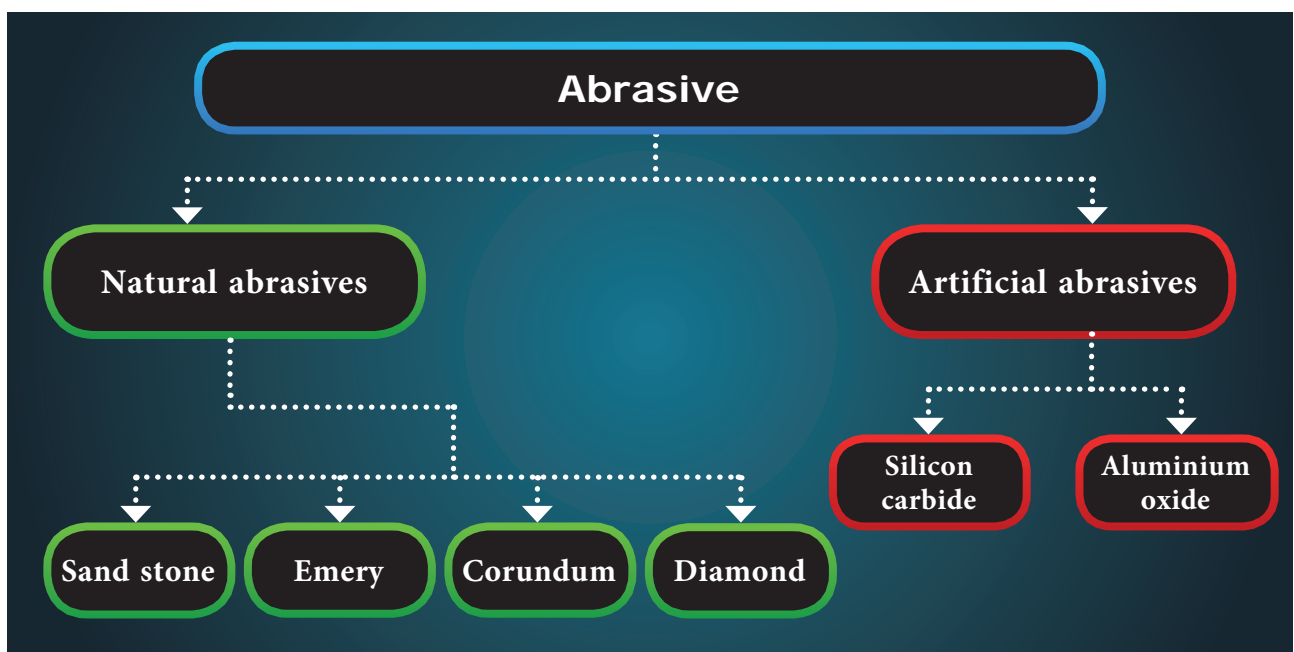 Abrasive
Natural abrasives
Artificial abrasives
Silicon
carbide
Aluminium
oxide
Sand stone
Emery
Corundum
Diamond